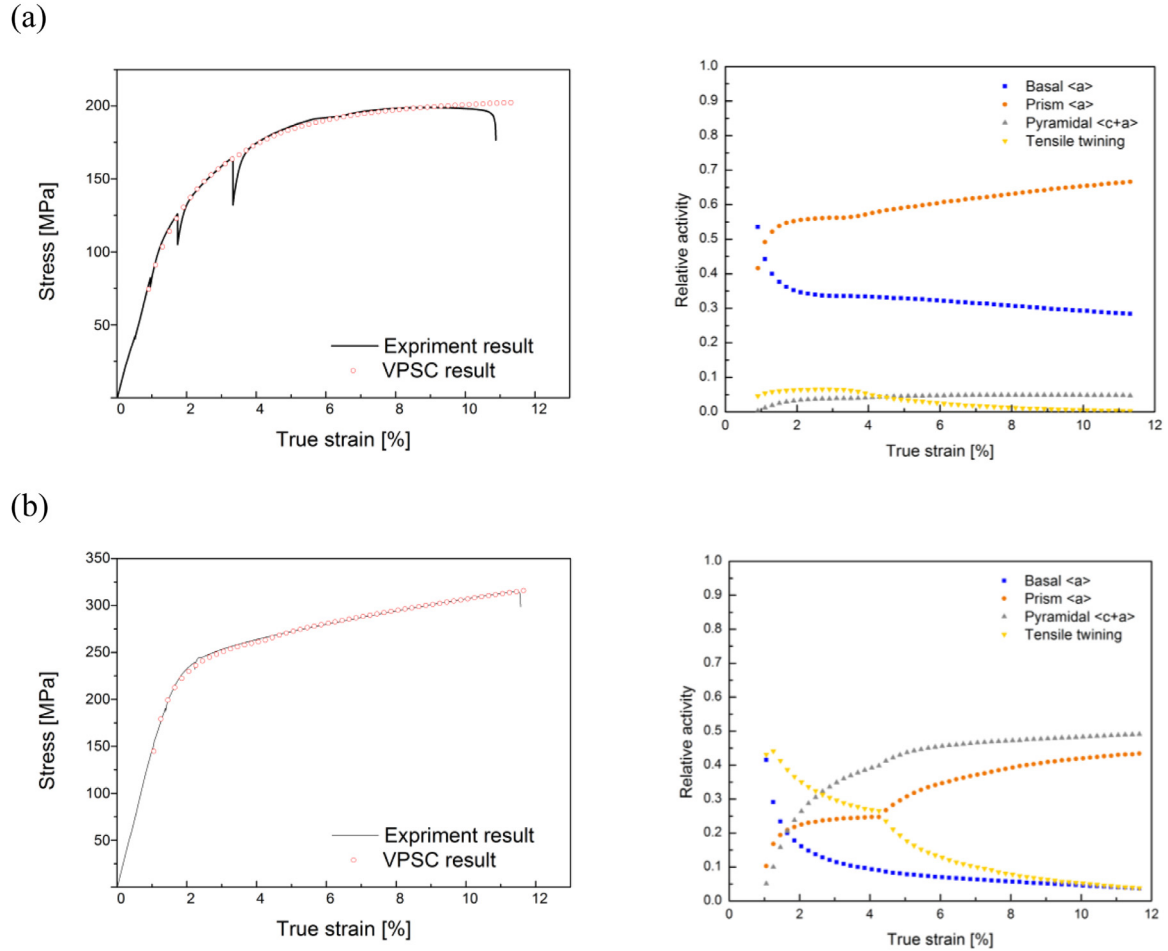 (a)
200
150
100
50
0
2
4
6
8
10
12
Stress [MPa]
True strain [%]
Expriment result
VPSC result
1.0
0.9
0.8
0.7
0.6
0.5
0.4
0.3
0.2
0.1
0.0
0
2
4
6
8
10
12
Relative activity
True strain [%]
Basal <a>
Prism <a>
Pyramidal <c+a>
Tensile twining
(b)
350
300
250
200
150
100
50
0
0
2
4
6
8
10
12
Stress [MPa]
True strain [%]
Expriment result
VPSC result
1.0
0.9
0.8
0.7
0.6
0.5
0.4
0.3
0.2
0.1
0.0
0
2
4
6
8
10
12
Relative activity
True strain [%]
Basal <a>
Prism <a>
Pyramidal <c+a>
Tensile twining